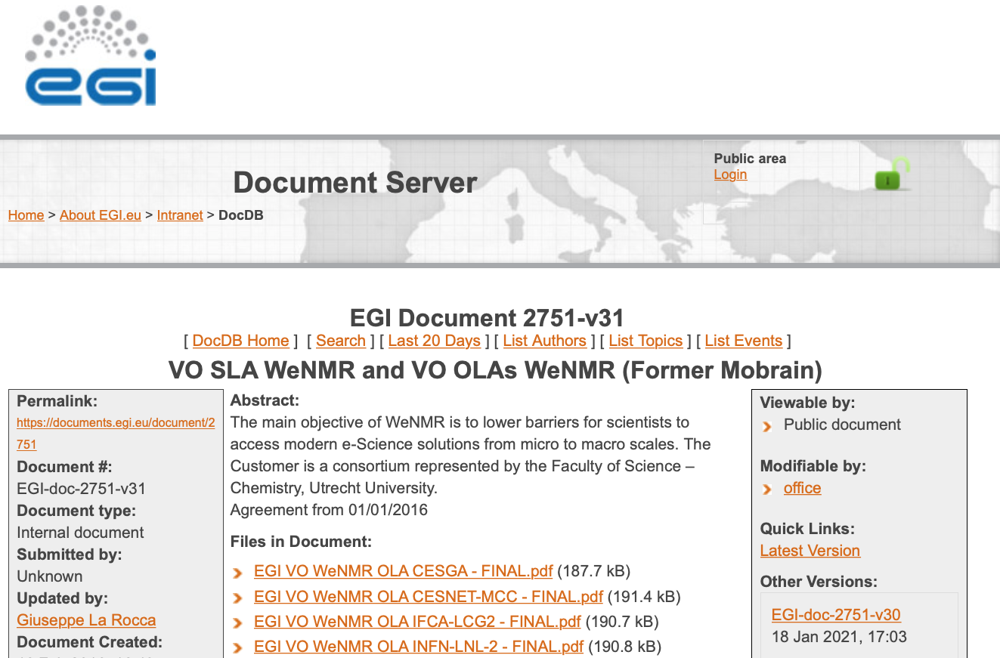 egi
Public area
Login
Document Server
Home > About EGI.eu > Intranet > DocDB
EGI Document 2751-v31
[ DocDB Home ] [ Search ] [ Last 20 Days ] [ List Authors ] [ List Topics ] [ List Events ]
VO SLA WeNMR and VO OLAs WeNMR (Former Mobrain)
Permalink:
https://documents.egi.eu/document/2
751
Document #:
EGI-doc-2751-v31
Document type:
Internal document
Submitted by:
Unknown
Updated by:
Giuseppe La Rocca
Document Created:
Abstract:
The main objective of WeNMR is to lower barriers for scientists to
access modern e-Science solutions from micro to macro scales. The
Customer is a consortium represented by the Faculty of Science –
Chemistry, Utrecht University.
Agreement from 01/01/2016
Files in Document:
EGI VO WeNMR OLA CESGA - FINAL.pdf (187.7 kB)
EGI VO WeNMR OLA CESNET-MCC - FINAL.pdf (191.4 kB)
EGI VO WeNMR OLA IFCA-LCG2 - FINAL.pdf (190.7 kB)
EGI VO WeNMR OLA INFN-LNL-2 - FINAL.pdf (190.8 kB)
Viewable by:
Public document
Modifiable by:
office
Quick Links:
Latest Version
Other Versions:
EGI-doc-2751-v30
18 Jan 2021, 17:03